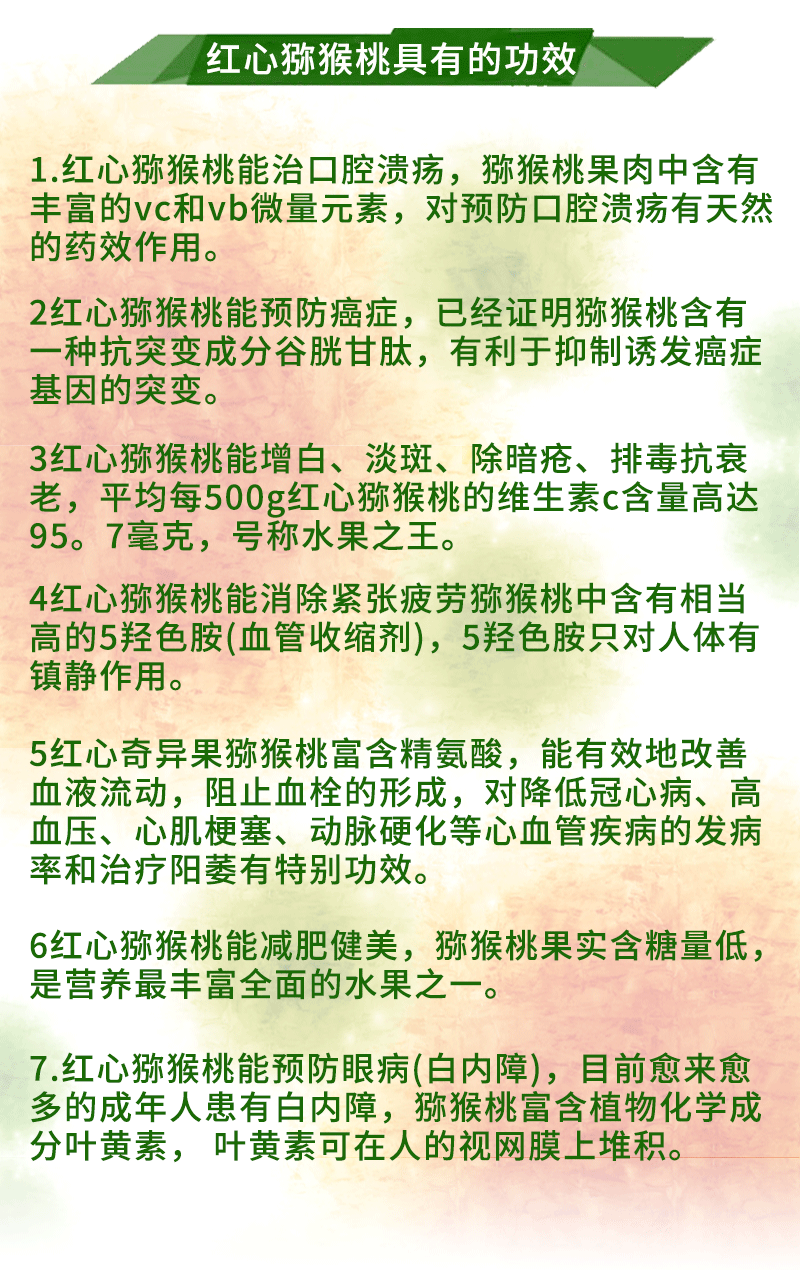 红心猕猴桃具有的功效
1.红心猕猴桃能治口腔溃疡，猕猴桃果肉中含有
丰富的vc和vb微量元素，对预防口腔溃疡有天然
的药效作用。
2红心猕猴桃能预防癌症，已经证明猕猴桃含有
一种抗突变成分谷胱甘肽，有利于抑制诱发癌症
基因的突变。
3红心猕猴桃能增白、淡斑、除暗疮、排毒抗衰
老，平均每500g红心猕猴桃的维生素c含量高达
95。7毫克，号称水果之王。
4红心猕猴桃能消除紧张疲劳猕猴桃中含有相当
高的5羟色胺(血管收缩剂)，5羟色胺只对人体有
镇静作用。
5红心奇异果猕猴桃富含精氨酸，能有效地改善
血液流动，阻止血栓的形成，对降低冠心病、高
血压、心肌梗塞、动脉硬化等心血管疾病的发病
率和治疗阳萎有特别功效。
6红心猕猴桃能减肥健美，猕猴桃果实含糖量低，
是营养最丰富全面的水果之一。
7.红心猕猴桃能预防眼病(白内障)，目前愈来愈
多的成年人患有白内障，猕猴桃富含植物化学成
分叶黄素， 叶黄素可在人的视网膜上堆积。